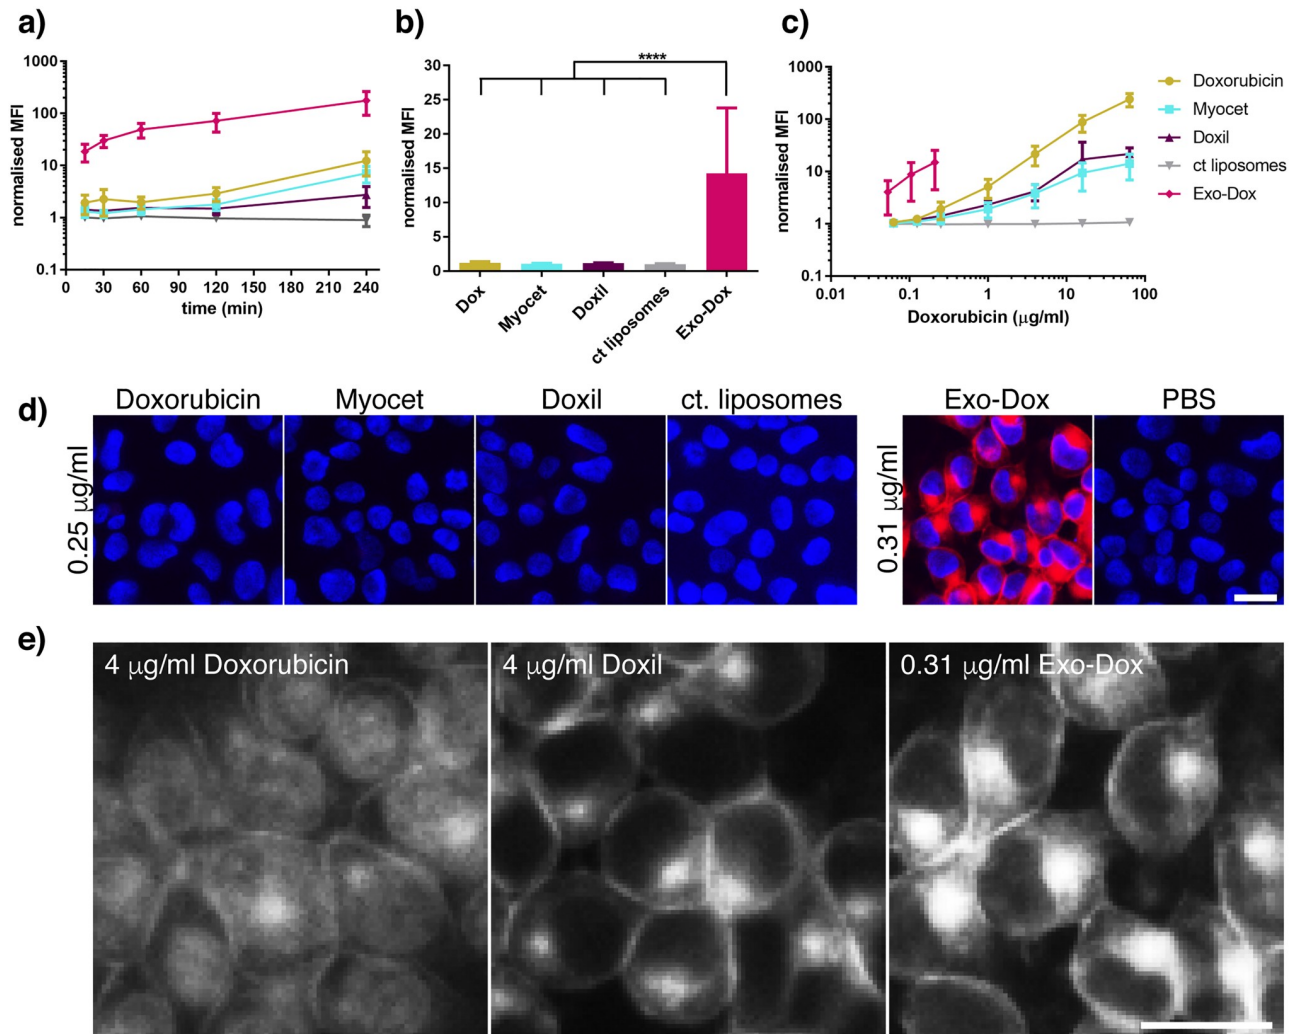 a)
normalised MFI
1000
100
10
1
0.1
0 30 60 90 120 150 180 210 240
time (min)
b)
normalised MFI
30
25
20
15
10
5
0
****
Dox
Myocet
Doxil
ct liposomes
Exo-Dox
c)
normalised MFI
1000
100
10
1
0.1
0.01 0.1 1 10 100
Doxorubicin (μg/ml)
Doxorubicin
Myocet
Doxil
ct liposomes
Exo-Dox
d)
Doxorubicin Myocet Doxil ct. liposomes Exo-Dox PBS
0.25 μg/ml
0.31 μg/ml
e)
4 μg/ml Doxorubicin
4 μg/ml Doxil
0.31 μg/ml Exo-Dox